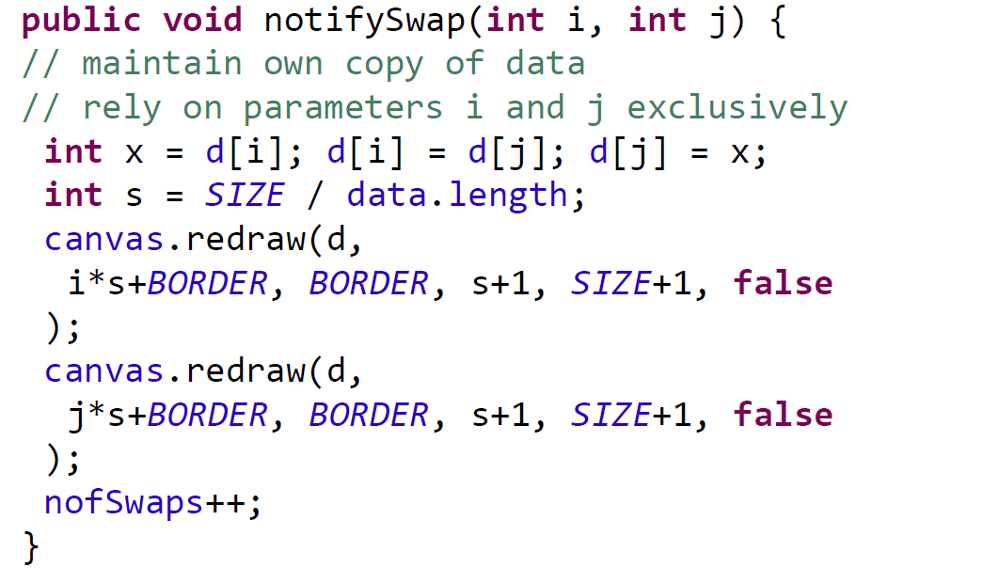 public void notifySwap(int i, int j) {
// maintain own copy of data
// rely on parameters i and j exclusively
int x = d[i]; d[i] = d[j]; d[j] = x;
int s = SIZE / data.length;
canvas.redraw(d,
i*s+BORDER, BORDER, s+1, SIZE+1, false
);
canvas.redraw(d,
j*s+BORDER, BORDER, s+1, SIZE+1, false
);
nofSwaps++;
}